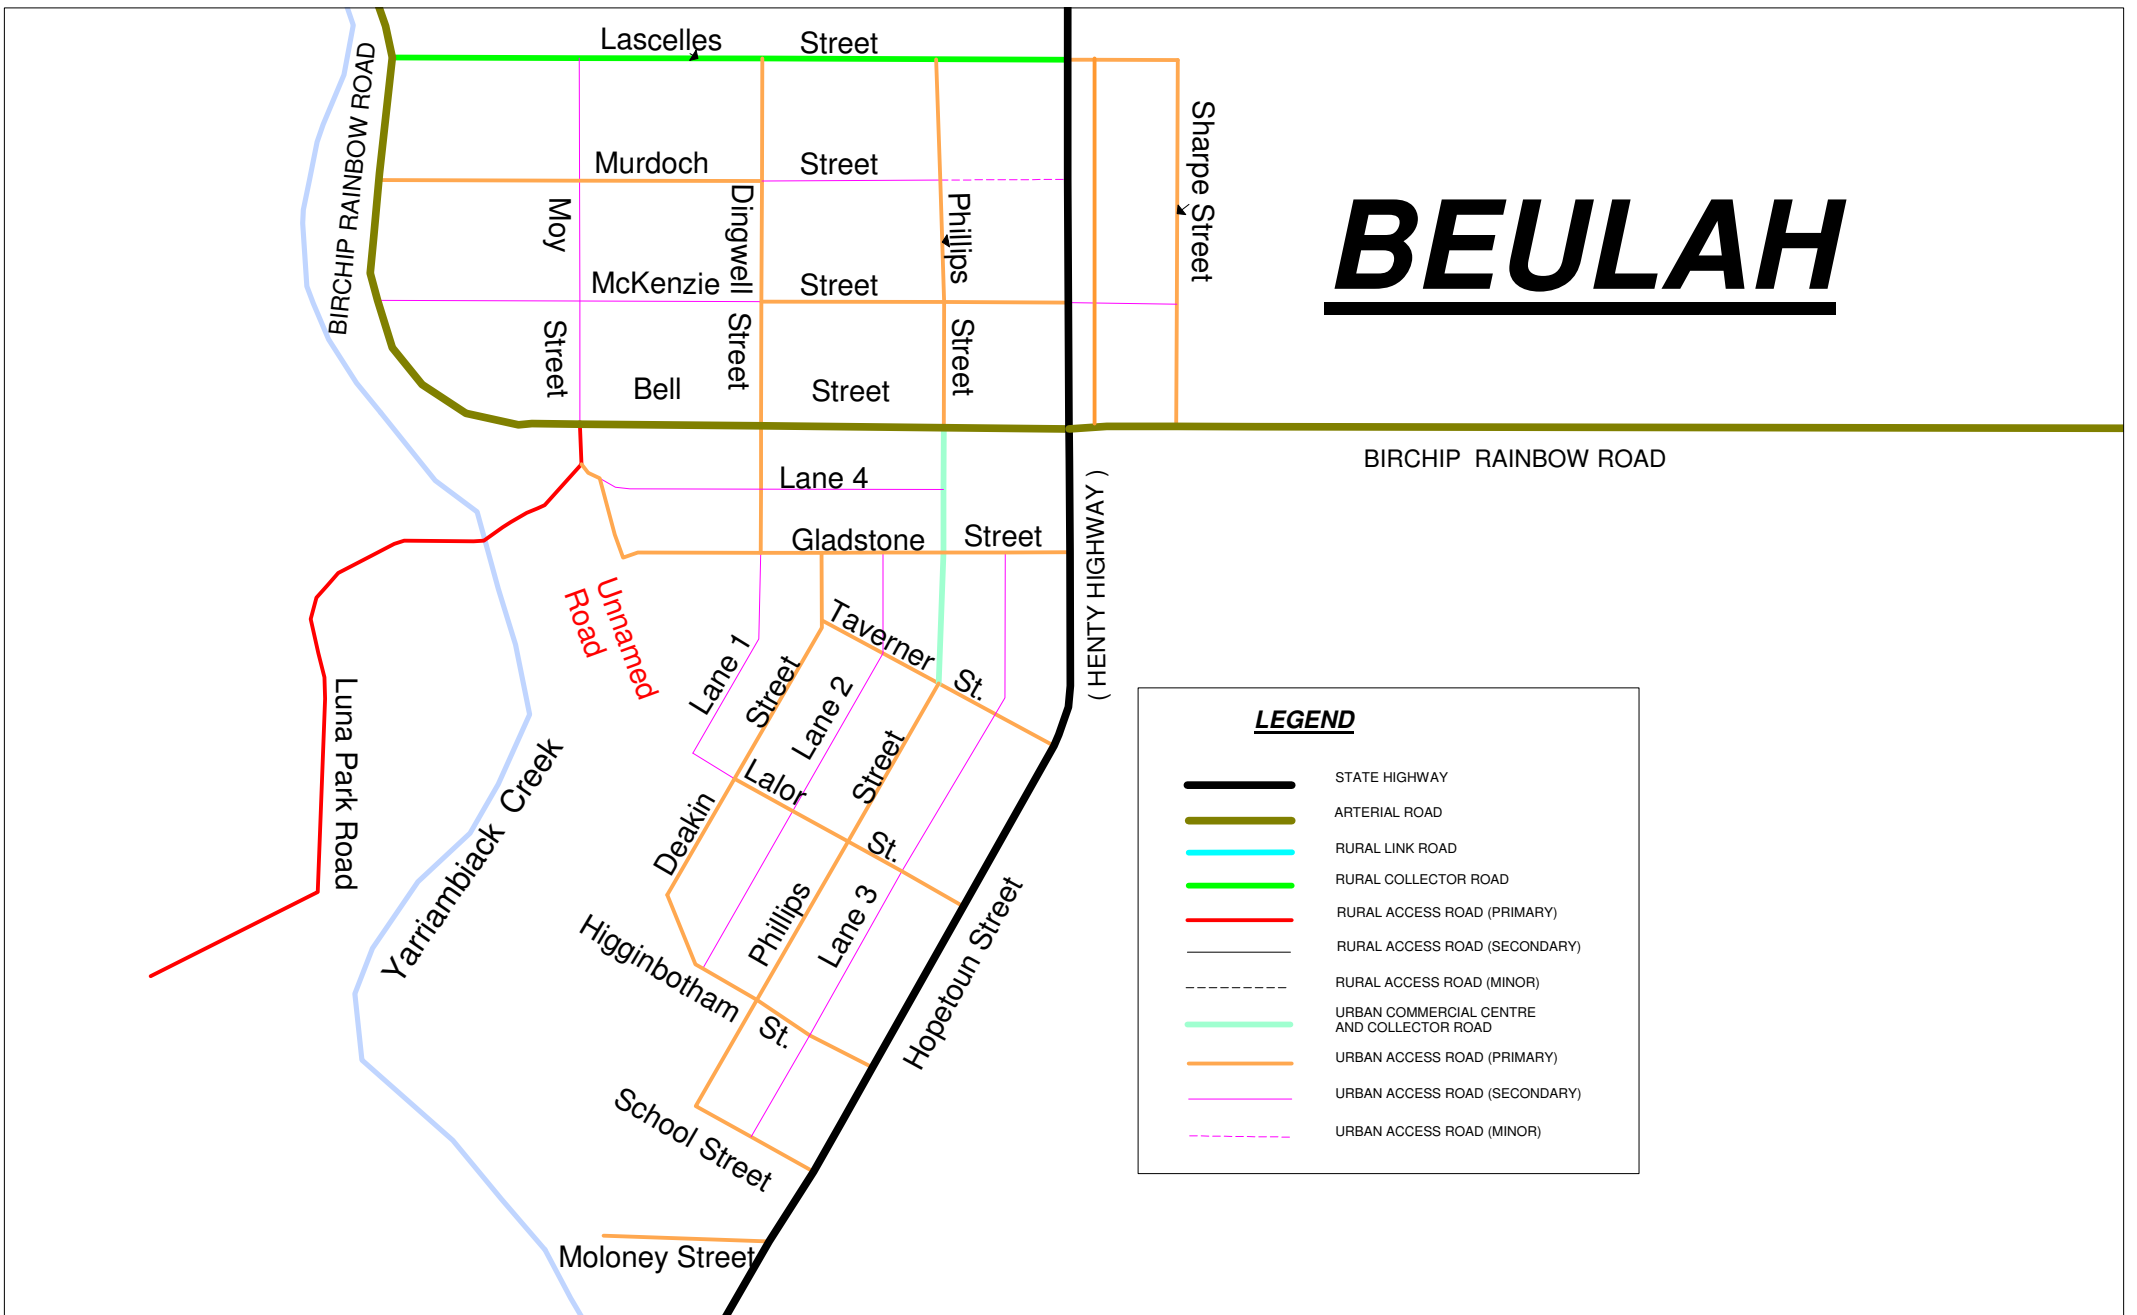 Lascelles Street
BIRCHIP RAINBOW ROAD
Murdoch Street
Sharpe Street
Moy Street
Dingwell Street
Phillips Street
BEULAH
McKenzie Street
Bell Street
BIRCHIP RAINBOW ROAD
Lane 4
( HENTY HIGHWAY )
Gladstone Street
Unnamed
Road
Taverner St.
Lane 1
Deakin Street
Lane 2
Phillips Street
Luna Park Road
Yarriambiack Creek
Lalor St.
Lane 3
Hopetoun Street
Higginbotham St.
School Street
Moloney Street
LEGEND
STATE HIGHWAY
ARTERIAL ROAD
RURAL LINK ROAD
RURAL COLLECTOR ROAD
RURAL ACCESS ROAD (PRIMARY)
RURAL ACCESS ROAD (SECONDARY)
RURAL ACCESS ROAD (MINOR)
URBAN COMMERCIAL CENTRE
AND COLLECTOR ROAD
URBAN ACCESS ROAD (PRIMARY)
URBAN ACCESS ROAD (SECONDARY)
URBAN ACCESS ROAD (MINOR)